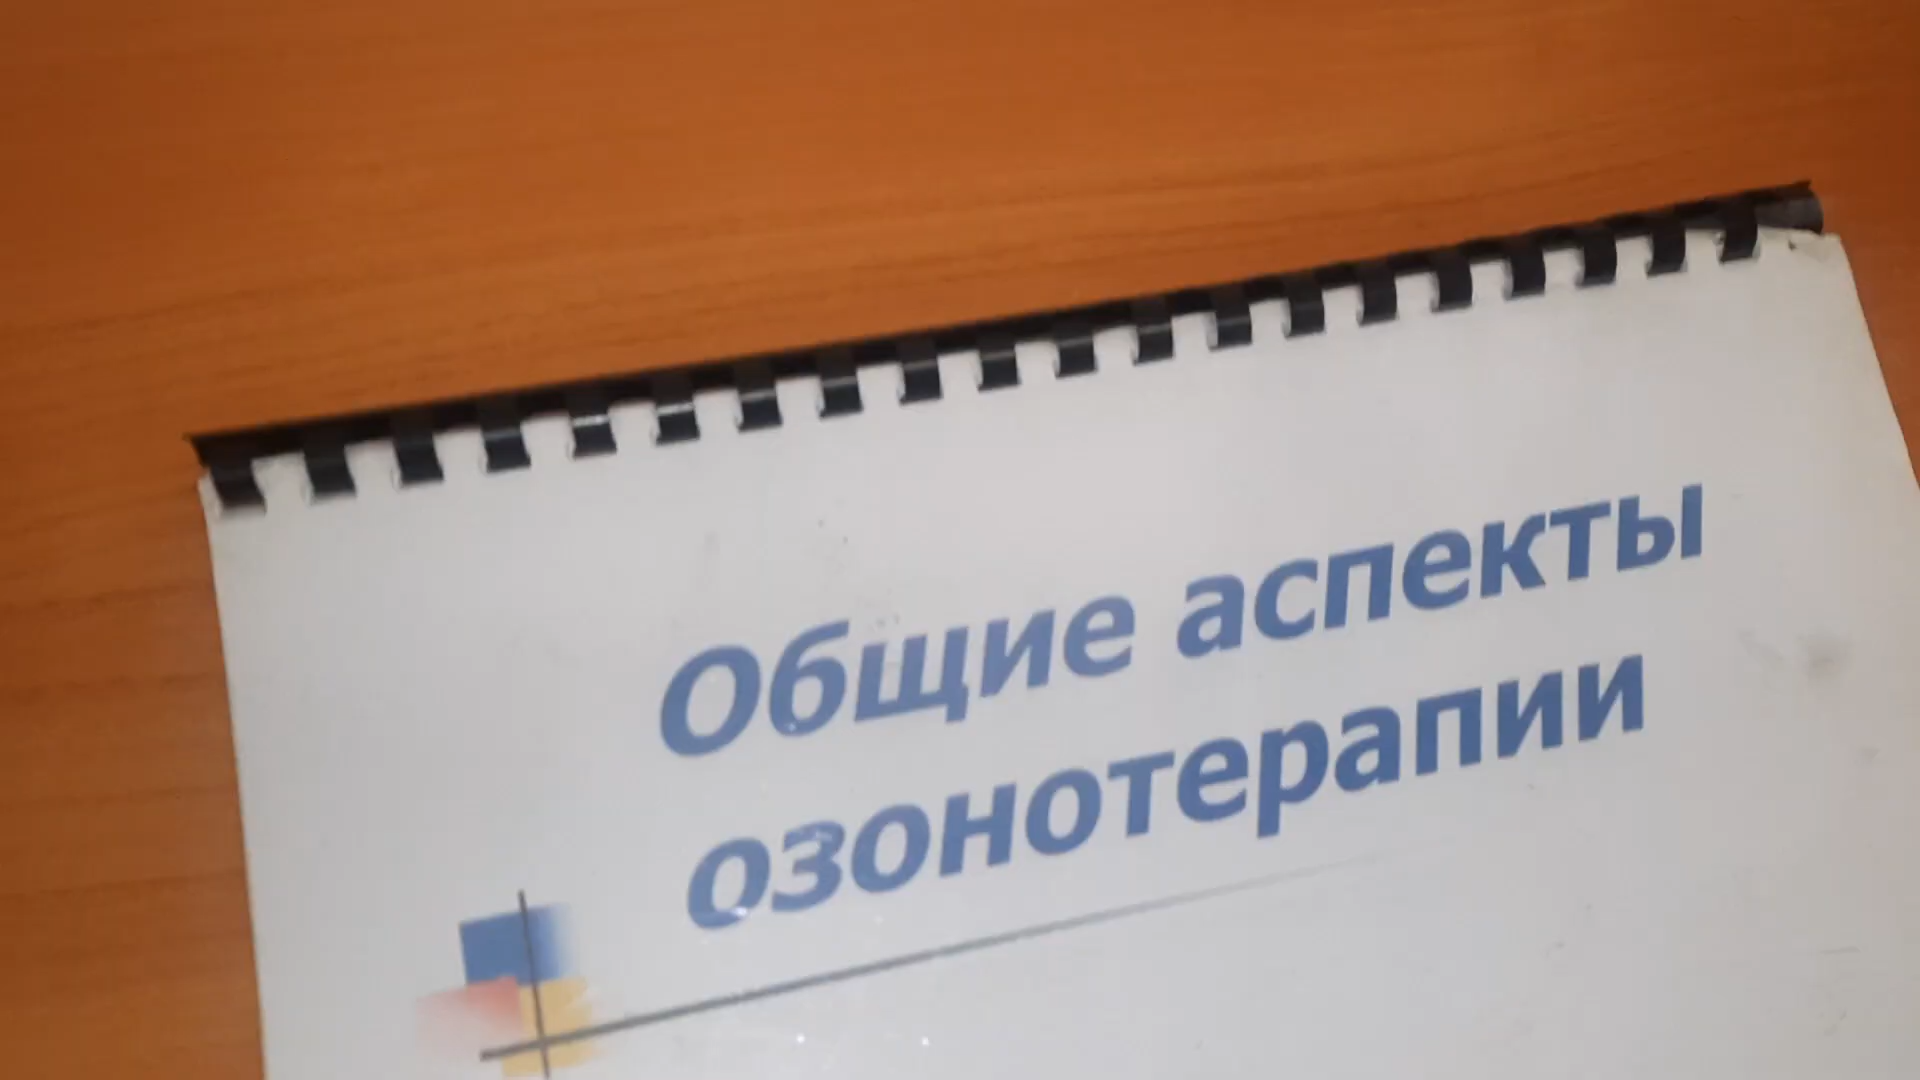 Общие аспекты
озонотерапии